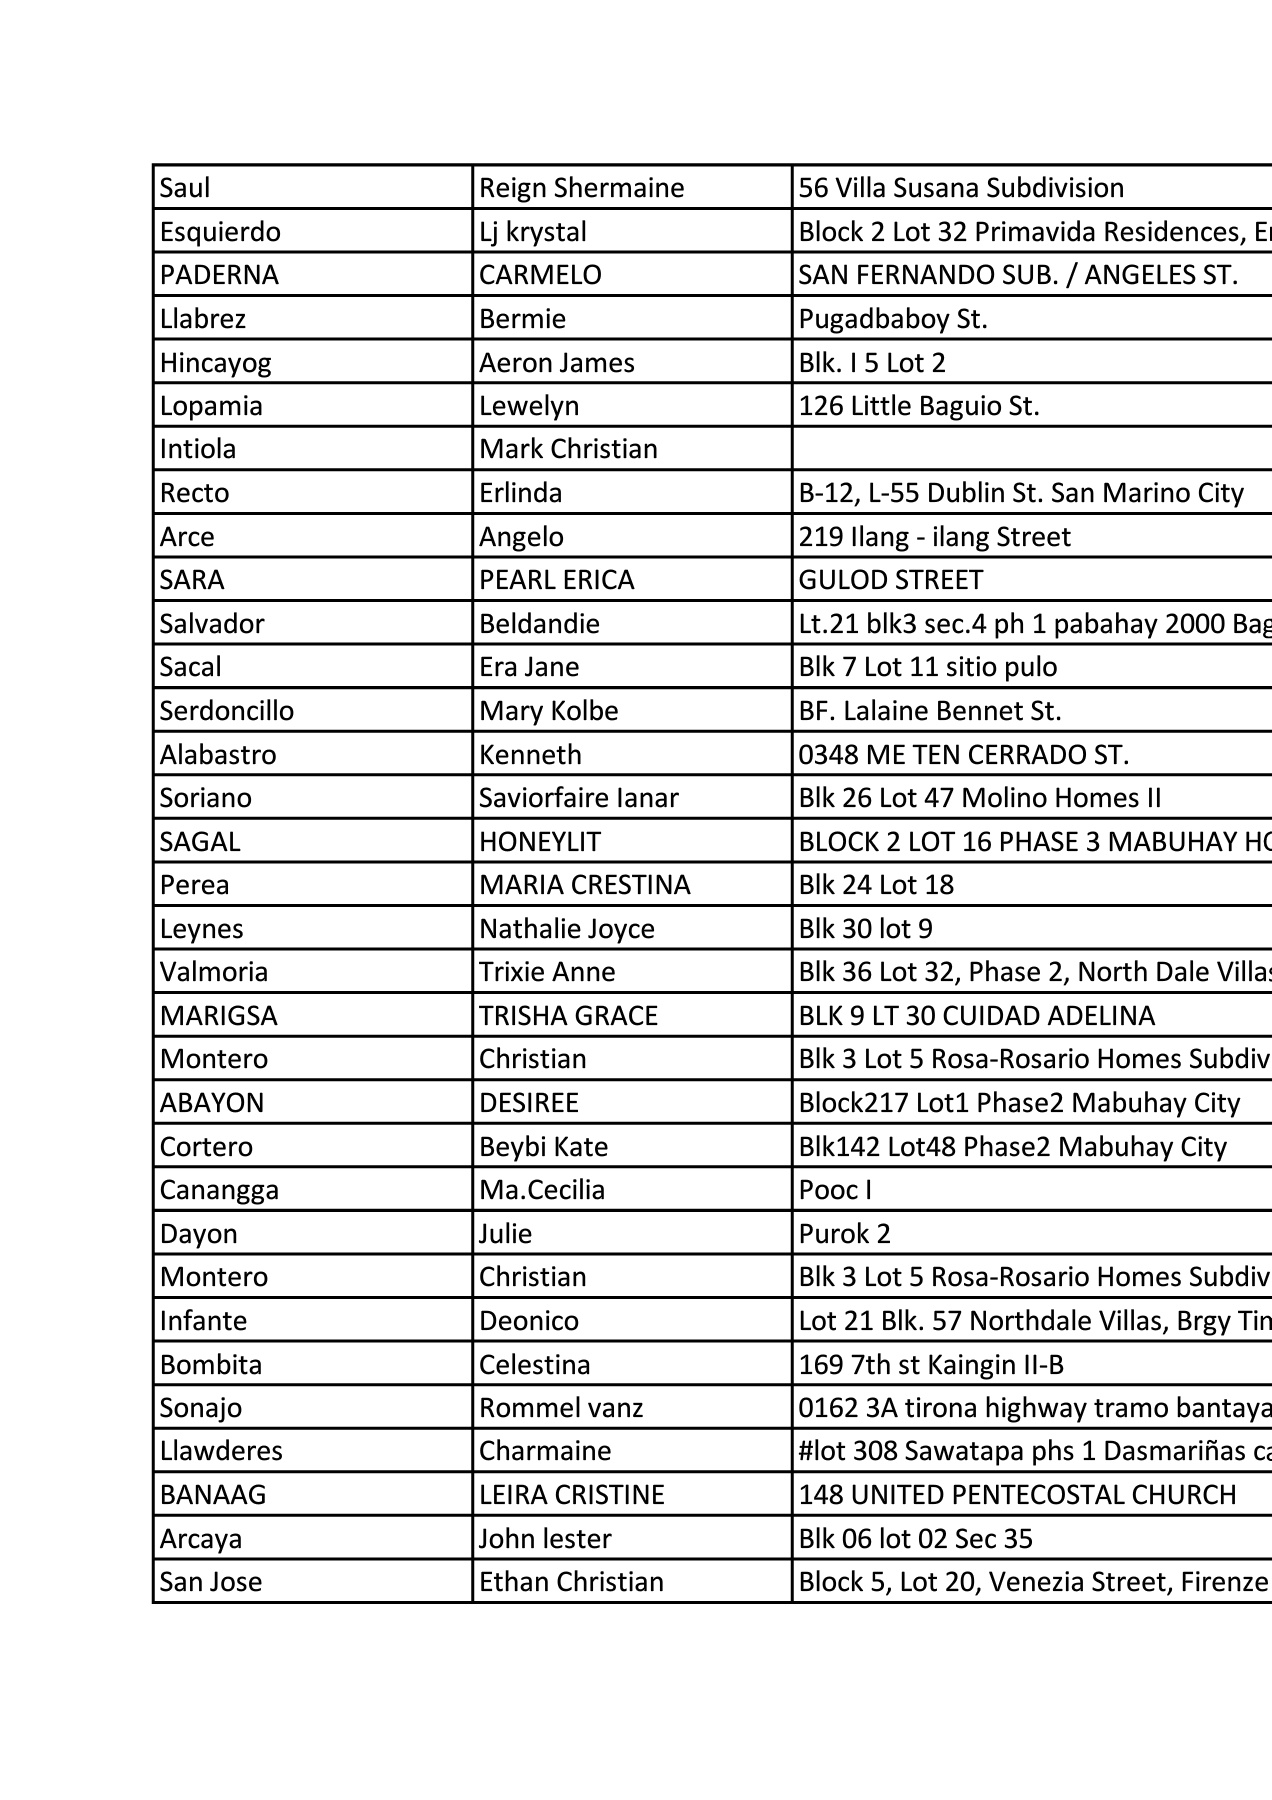 Saul Reign Shermaine 56 Villa Susana Subdivision
Esquierdo Lj krystal Block 2 Lot 32 Primavida Residences,
PADERNA CARMELO SAN FERNANDO SUB. / ANGELES ST.
Llabrez Bermie Pugadbaboy St.
Hincayog Aeron James Blk. I 5 Lot 2
Lopamia Lewelyn 126 Little Baguio St.
Intiola Mark Christian
Recto Erlinda B-12, L-55 Dublin St. San Marino City
Arce Angelo 219 Ilang - ilang Street
SARA PEARL ERICA GULOD STREET
Salvador Beldandie Lt.21 blk3 sec.4 ph 1 pabahay 2000
Sacal Era Jane Blk 7 Lot 11 sitio pulo
Serdoncillo Mary Kolbe BF. Lalaine Bennet St.
Alabastro Kenneth 0348 ME TEN CERRADO ST.
Soriano Saviorfaire Ianar Blk 26 Lot 47 Molino Homes II
SAGAL HONEYLIT BLOCK 2 LOT 16 PHASE 3 MABUHAY
Perea MARIA CRESTINA Blk 24 Lot 18
Leynes Nathalie Joyce Blk 30 lot 9
Valmoria Trixie Anne Blk 36 Lot 32, Phase 2, North Dale Villas
MARIGSA TRISHA GRACE BLK 9 LT 30 CUIDAD ADELINA
Montero Christian Blk 3 Lot 5 Rosa-Rosario Homes Subdiv
ABAYON DESIREE Block217 Lot1 Phase2 Mabuhay City
Cortero Beybi Kate Blk142 Lot48 Phase2 Mabuhay City
Canangga Ma.Cecilia Pooc I
Dayon Julie Purok 2
Montero Christian Blk 3 Lot 5 Rosa-Rosario Homes Subdiv
Infante Deonico Lot 21 Blk. 57 Northdale Villas, Brgy
Bombita Celestina 169 7th st Kaingin II-B
Sonajo Rommel vanz 0162 3A tirona highway tramo bantaya
Llawderes Charmaine #lot 308 Sawatapa phs 1 Dasmariñas
BANAAG LEIRA CRISTINE 148 UNITED PENTECOSTAL CHURCH
Arcaya John lester Blk 06 lot 02 Sec 35
San Jose Ethan Christian Block 5, Lot 20, Venezia Street, Firenze